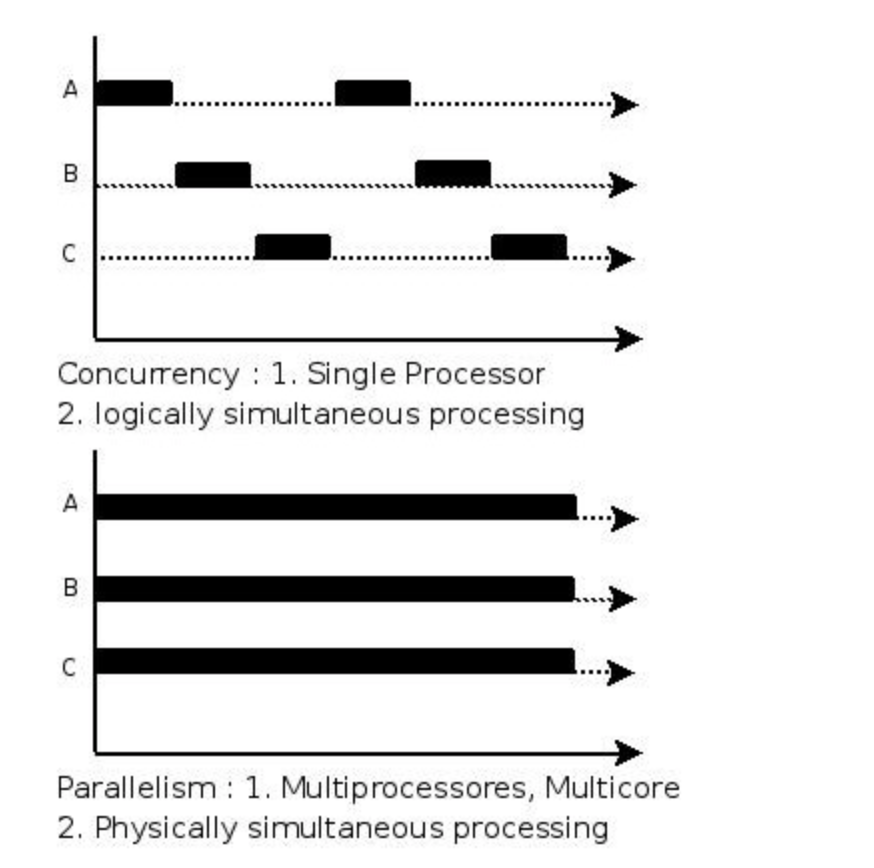 A
B
C
Concurrency : 1. Single Processor
2. logically simultaneous processing
A
B
C
Parallelism : 1. Multiprocessores, Multicore
2. Physically simultaneous processing